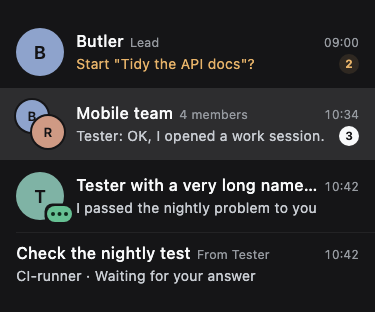 B
Butler Lead 09:00
Start "Tidy the API docs"? 2
B
R
Mobile team 4 members 10:34
Tester: OK, I opened a work session. 3
T
Tester with a very long name... 10:42
I passed the nightly problem to you
Check the nightly test From Tester 10:42
CI-runner · Waiting for your answer